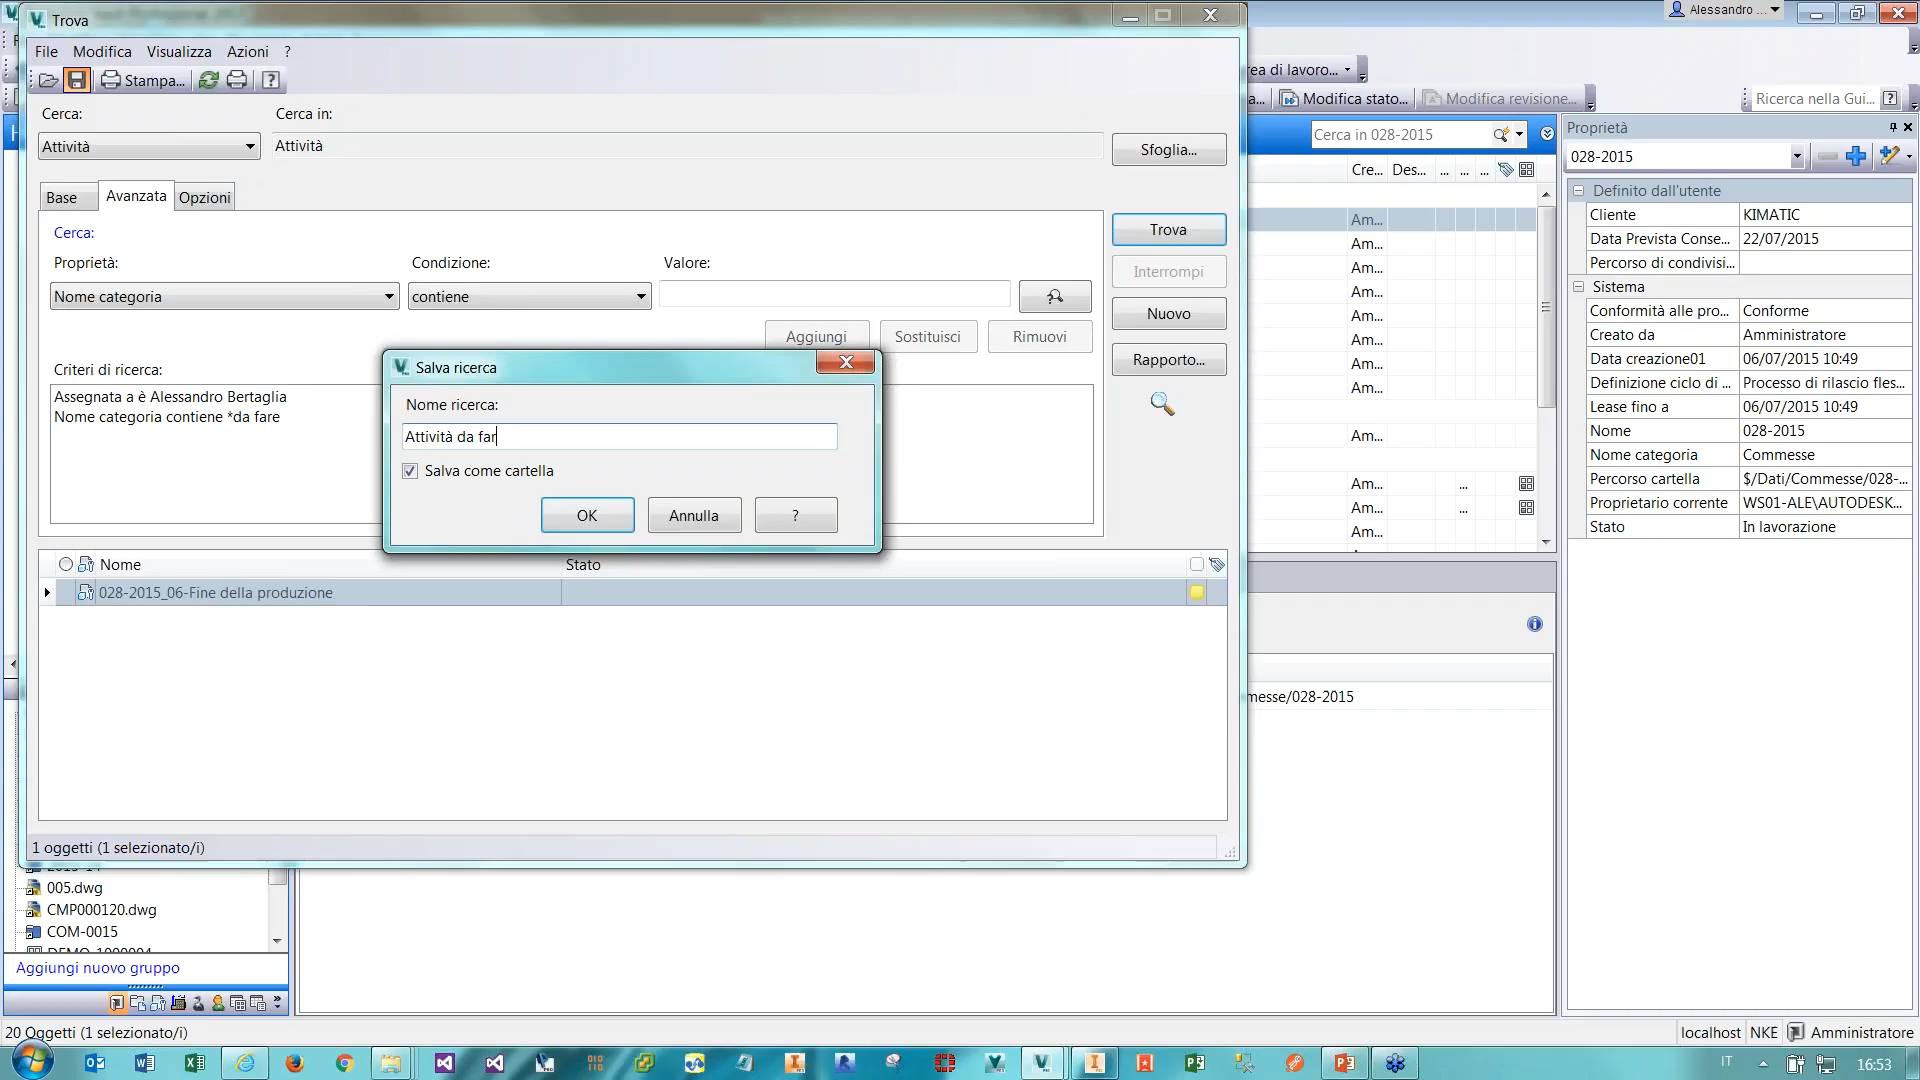 Trova
Alessandro ...
File Modifica Visualizza Azioni ?
Stampa...
rea di lavoro...
a... Modifica stato... Modifica revisione...
Ricerca nella Gui...
Cerca: Cerca in:
Attività Attività
Sfoglia...
Cerca in 028-2015
Proprietà
028-2015
Base Avanzata Opzioni
Cre... Des... ... ... ...
Definito dall'utente
Cliente KIMATIC
Data Prevista Conse... 22/07/2015
Percorso di condivisi...
Sistema
Conformità alle pro... Conforme
Creato da Amministratore
Data creazione01 06/07/2015 10:49
Definizione ciclo di ... Processo di rilascio fles...
Lease fino a 06/07/2015 10:49
Nome 028-2015
Nome categoria Commesse
Percorso cartella $/Dati/Commesse/028-...
Proprietario corrente WS01-ALE\AUTODESK...
Stato In lavorazione
Cerca:
Proprietà: Condizione: Valore:
Nome categoria contiene
Trova
Interrompi
Nuovo
Rapporto...
Aggiungi Sostituisci Rimuovi
Am...
Am...
Am...
Am...
Am...
Am...
Am...
Am...
Am...
Am... ...
Am... ...
Am...
Criteri di ricerca:
Assegnata a è Alessandro Bertaglia
Nome categoria contiene *da fare
Salva ricerca
Nome ricerca:
Attività da far
Salva come cartella
OK Annulla ?
Nome Stato
028-2015_06-Fine della produzione
messe/028-2015
1 oggetti (1 selezionato/i)
005.dwg
CMP000120.dwg
COM-0015
Aggiungi nuovo gruppo
20 Oggetti (1 selezionato/i)
localhost NKE Amministratore
IT 16:53